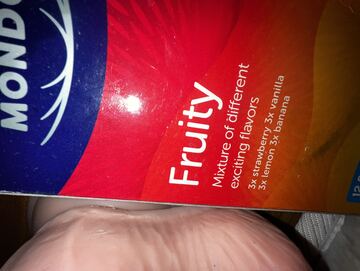 MONDO
Fruity
Mixture of different
exciting flavors
3x strawberry 3x vanilla
3x lemon 3x banana